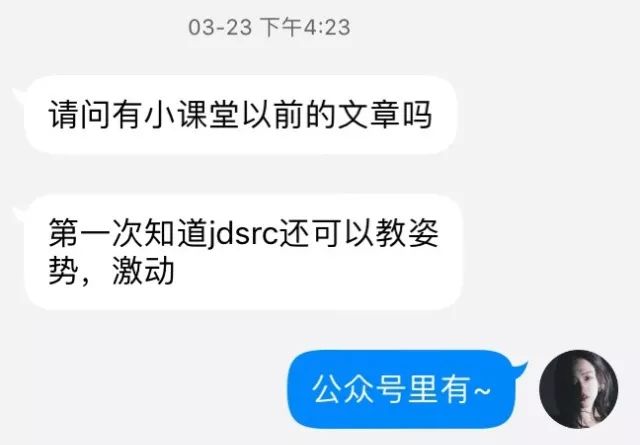 03-23 下午4:23
请问有小课堂以前的文章吗
第一次知道jdsrc还可以教姿
势，激动
公众号里有~